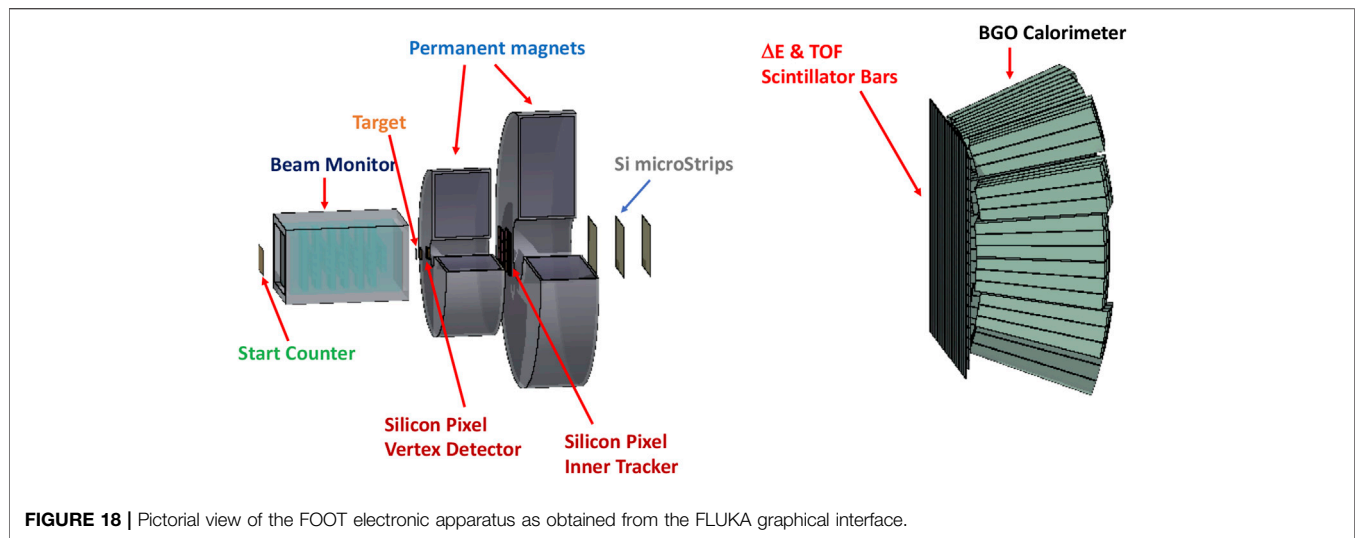 BGO Calorimeter
Permanent magnets
ΔE & TOF
Scintillator Bars
Target
Beam Monitor
Si microStrips
Start Counter
Silicon Pixel
Vertex Detector
Silicon Pixel
Inner Tracker
FIGURE 18 | Pictorial view of the FOOT electronic apparatus as obtained from the FLUKA graphical interface.